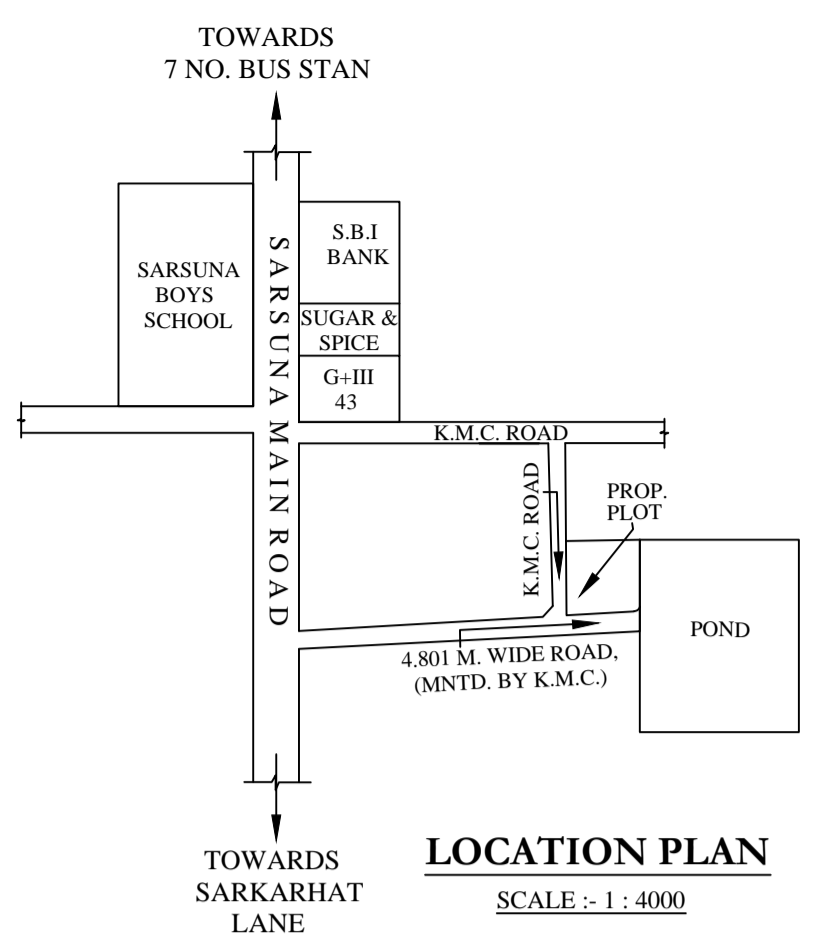 TOWARDS
7 NO. BUS STAN
SARSUNA
BOYS
SCHOOL
SARSUNA MAIN ROAD
S.B.I
BANK
SUGAR &
SPICE
G+III
43
K.M.C. ROAD
K.M.C. ROAD
PROP.
PLOT
POND
4.801 M. WIDE ROAD,
(MNTD. BY K.M.C.)
TOWARDS
SARKARHAT
LANE
LOCATION PLAN
SCALE :- 1 : 4000